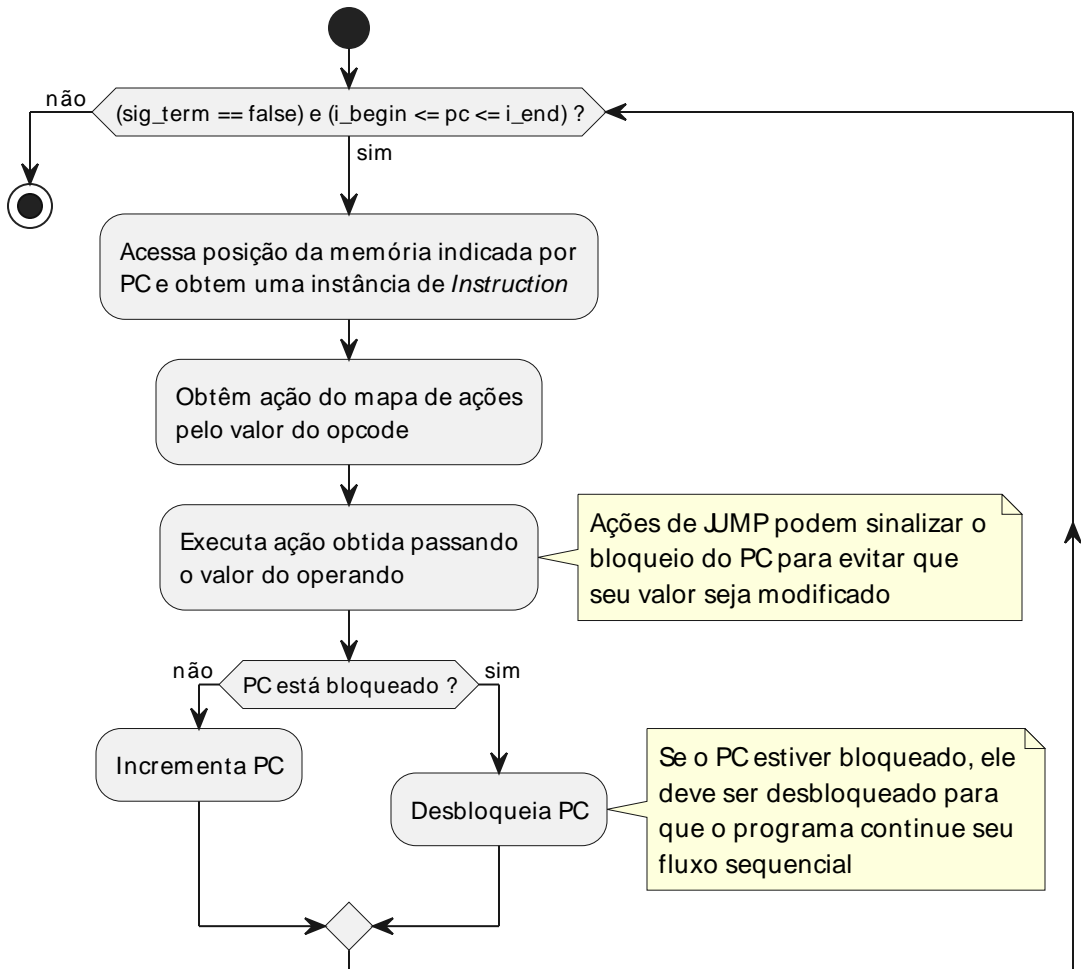 não
(sig_term == false) e (i_begin <= pc <= i_end) ?
sim
Acessa posição da memória indicada por
PC e obtem uma instância de Instruction
Obtêm ação do mapa de ações
pelo valor do opcode
Executa ação obtida passando
o valor do operando
Ações de JUMP podem sinalizar o
bloqueio do PC para evitar que
seu valor seja modificado
não
PC está bloqueado ?
sim
Incrementa PC
Desbloqueia PC
Se o PC estiver bloqueado, ele
deve ser desbloqueado para
que o programa continue seu
fluxo sequencial